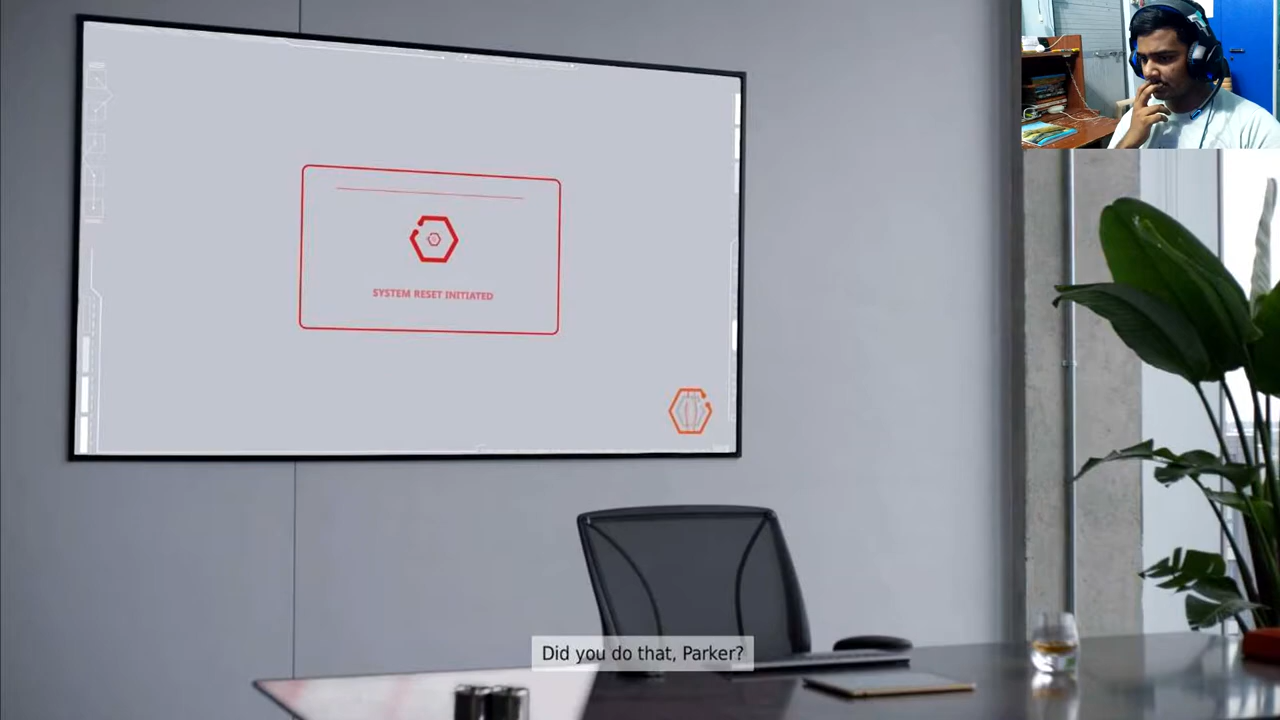 SYSTEM RESET INITIATED
Did you do that, Parker?